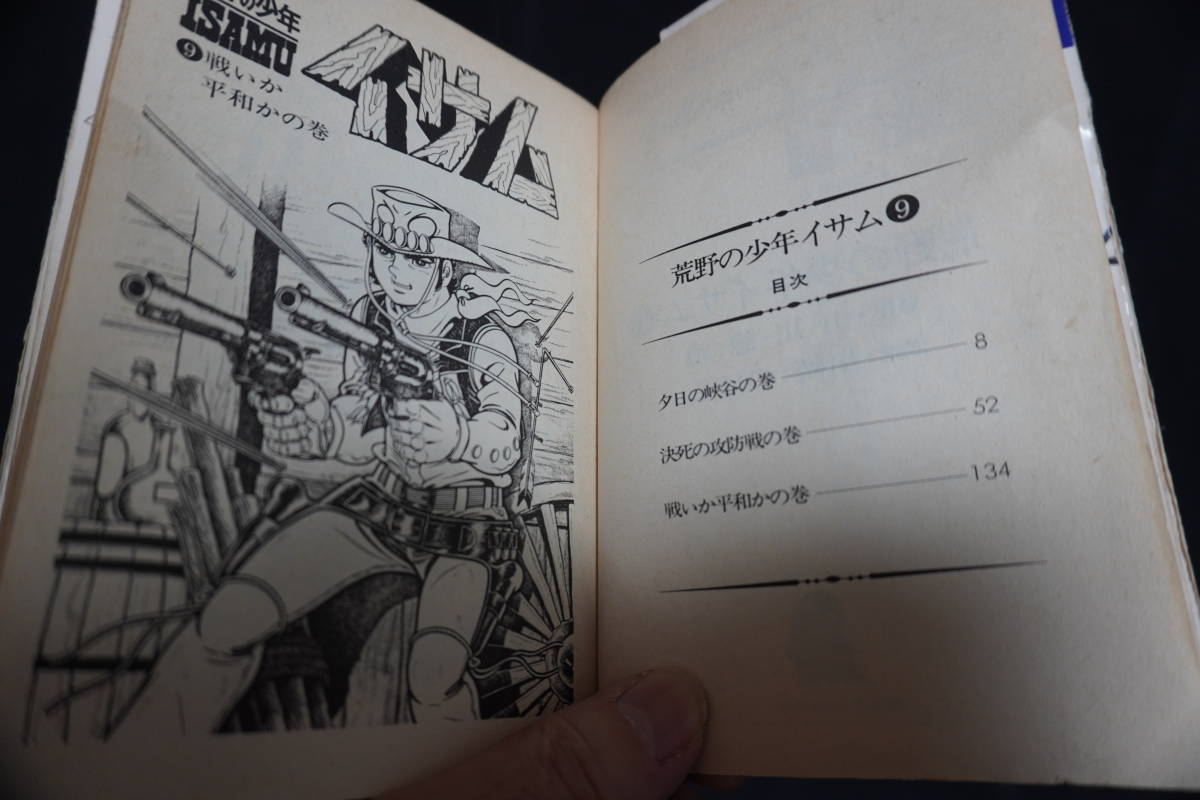 の少年
ISAMU
イサム
9 戦いか
平和かの巻
荒野の少年イサム 9
目次
夕日の峡谷の巻 8
決死の攻防戦の巻 52
戦いか平和かの巻 134